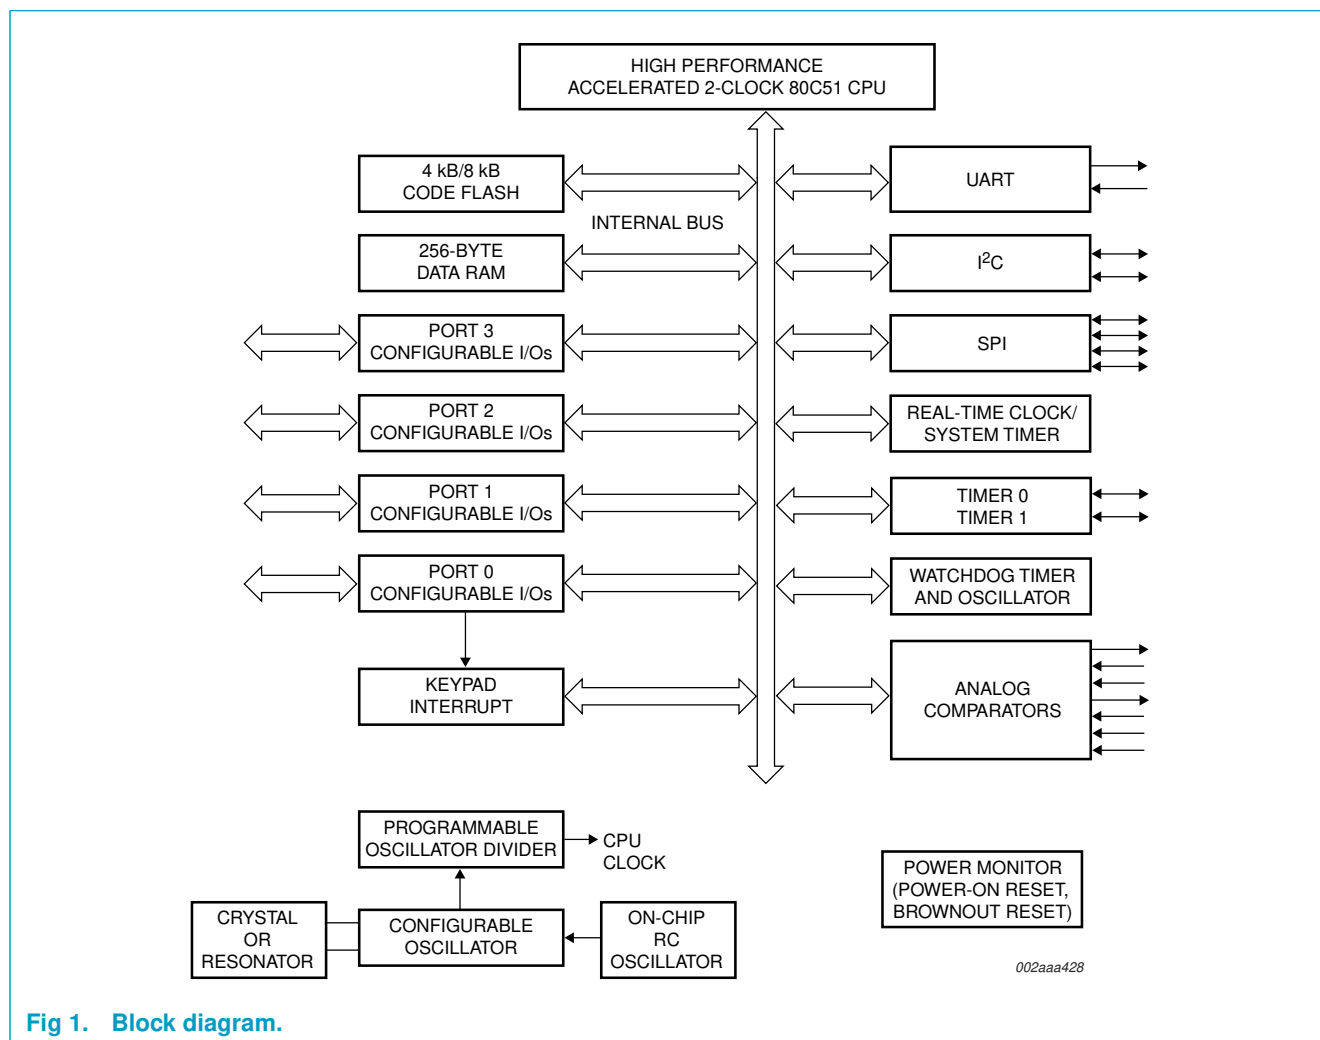 HIGH PERFORMANCE
ACCELERATED 2-CLOCK 80C51 CPU
4 kB/8 kB
CODE FLASH
UART
INTERNAL BUS
256-BYTE
DATA RAM
I²C
PORT 3
CONFIGURABLE I/Os
SPI
PORT 2
CONFIGURABLE I/Os
REAL-TIME CLOCK/
SYSTEM TIMER
PORT 1
CONFIGURABLE I/Os
TIMER 0
TIMER 1
PORT 0
CONFIGURABLE I/Os
WATCHDOG TIMER
AND OSCILLATOR
KEYPAD
INTERRUPT
ANALOG
COMPARATORS
PROGRAMMABLE
OSCILLATOR DIVIDER
CPU
CLOCK
POWER MONITOR
(POWER-ON RESET,
BROWNOUT RESET)
CRYSTAL
OR
RESONATOR
CONFIGURABLE
OSCILLATOR
ON-CHIP
RC
OSCILLATOR
002aaa428
Fig 1. Block diagram.